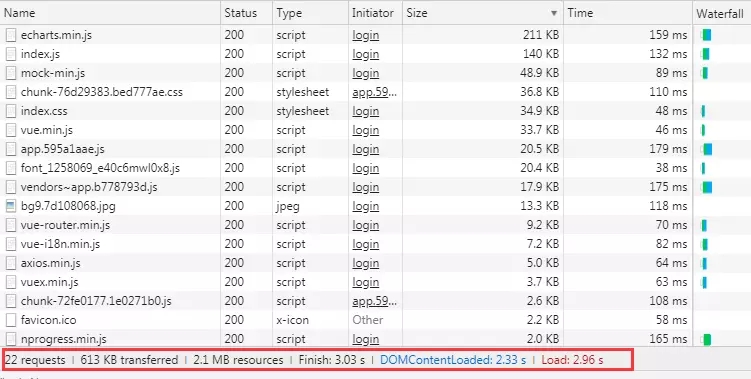 Name Status Type Initiator Size Time Waterfall
echarts.min.js 200 script login 211 KB 159 ms
index.js 200 script login 140 KB 132 ms
mock-min.js 200 script login 48.9 KB 89 ms
chunk-76d29383.bed777ae.css 200 stylesheet app.59... 36.8 KB 110 ms
index.css 200 stylesheet login 34.9 KB 48 ms
vue.min.js 200 script login 33.7 KB 46 ms
app.595a1aae.js 200 script login 20.5 KB 179 ms
font_1258069_e40c6mwl0x8.js 200 script login 20.4 KB 38 ms
vendors~app.b778793d.js 200 script login 17.9 KB 175 ms
bg9.7d108068.jpg 200 jpeg login 13.3 KB 118 ms
vue-router.min.js 200 script login 9.2 KB 70 ms
vue-i18n.min.js 200 script login 7.2 KB 82 ms
axios.min.js 200 script login 5.0 KB 64 ms
vuex.min.js 200 script login 3.7 KB 63 ms
chunk-72fe0177.1e0271b0.js 200 script app.59... 2.6 KB 108 ms
favicon.ico 200 x-icon Other 2.2 KB 58 ms
nprogress.min.js 200 script login 2.0 KB 165 ms
22 requests | 613 KB transferred | 2.1 MB resources | Finish: 3.03 s | DOMContentLoaded: 2.33 s | Load: 2.96 s